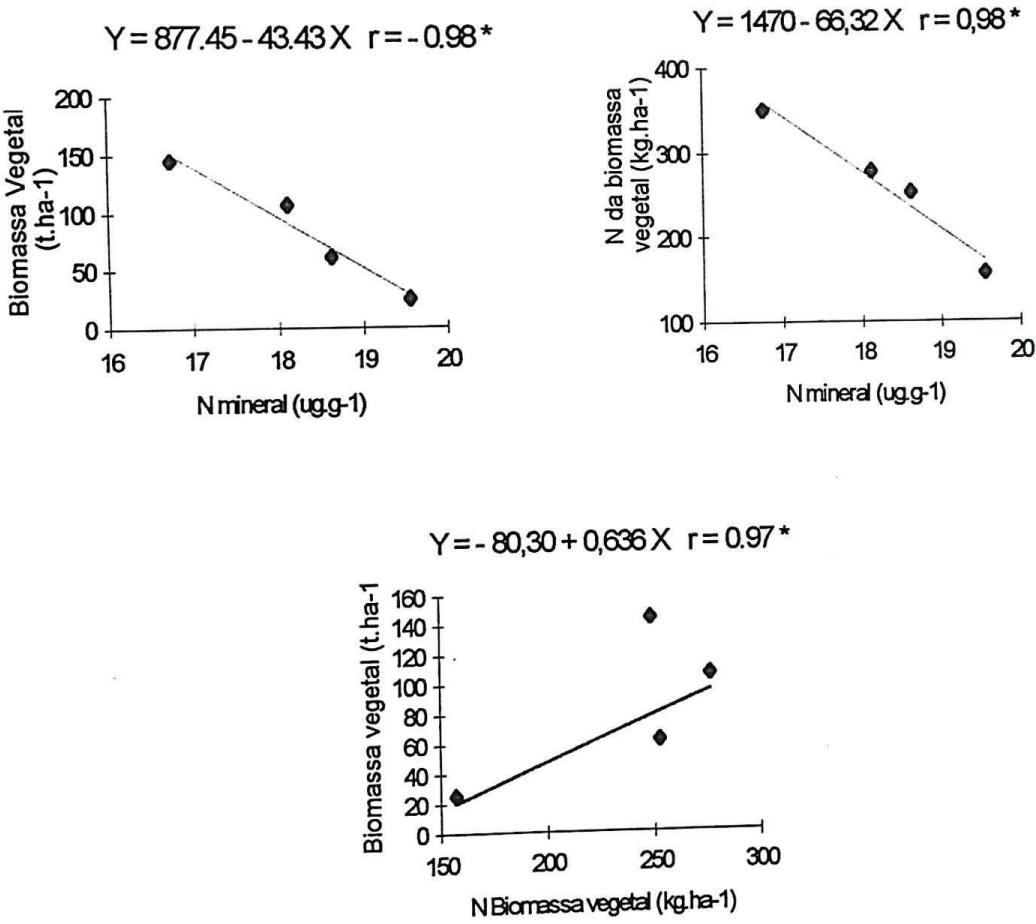 Y = 877.45 - 43.43 X r = - 0.98 *
Biomassa Vegetal
(t.ha-1)
200
150
100
50
0
16 17 18 19 20
N mineral (ug.g-1)
Y = 1470 - 66,32 X r = 0,98 *
N da biomassa
vegetal (kg.ha-1)
400
300
200
100
16 17 18 19 20
N mineral (ug.g-1)
Y = - 80,30 + 0,636 X r = 0.97 *
Biomassa vegetal (t.ha-1
160
140
120
100
80
60
40
20
0
150 200 250 300
N Biomassa vegetal (kg.ha-1)